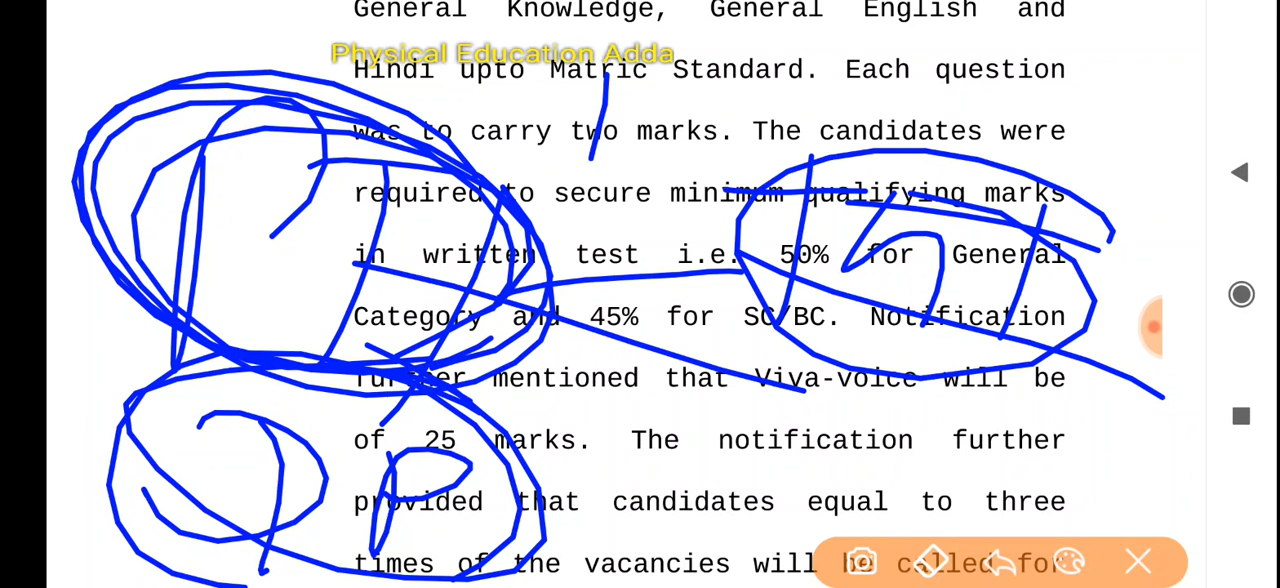 General Knowledge, General English and
Physical Education Adda
Hindi upto Matric Standard. Each question
was to carry two marks. The candidates were
required to secure minimum qualifying marks
in written test i.e. 50% for General
Category and 45% for SC/BC. Notification
further mentioned that Viva-voice will be
of 25 marks. The notification further
provided that candidates equal to three
times of the vacancies will be called for